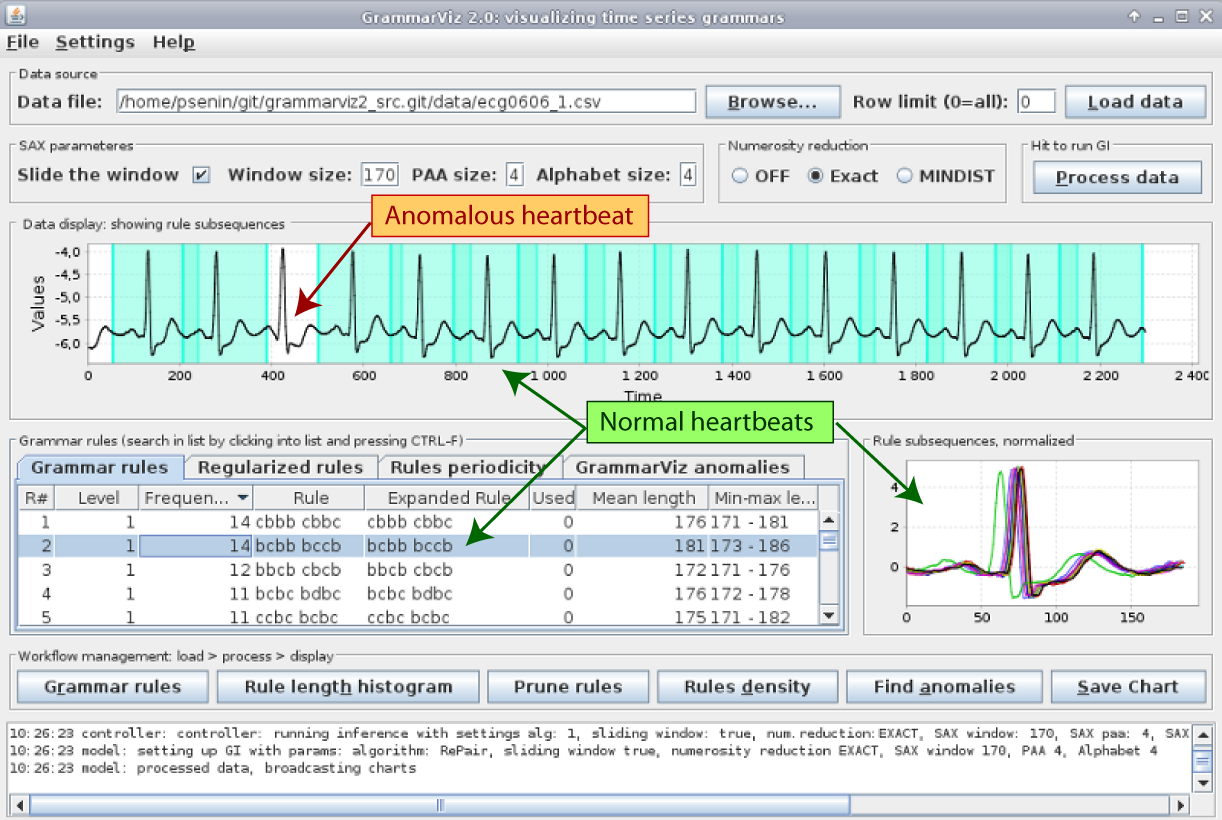 GrammarViz 2.0: visualizing time series grammars
File Settings Help
Data source
Data file: /home/psenin/git/grammarviz2_src.git/data/ecg0606_1.csv Browse... Row limit (0=all): 0 Load data
SAX parameteres Numerosity reduction Hit to run GI
Slide the window Window size: 170 PAA size: 4 Alphabet size: 4 OFF Exact MINDIST Process data
Anomalous heartbeat
Data display: showing rule subsequences
Values
-4,0
-4,5
-5,0
-5,5
-6,0
0 200 400 600 800 1 000 1 200 1 400 1 600 1 800 2 000 2 200 2 400
Time
Normal heartbeats
Grammar rules (search in list by clicking into list and pressing CTRL-F)
Grammar rules Regularized rules Rules periodicity GrammarViz anomalies
R# Level Frequen... Rule Expanded Rule Used Mean length Min-max le...
1 1 14 cbbb cbbc cbbb cbbc 0 176 171 - 181
2 1 14 bcbb bccb bcbb bccb 0 181 173 - 186
3 1 12 bbcb cbcb bbcb cbcb 0 172 171 - 176
4 1 11 bcbc bdbc bcbc bdbc 0 176 172 - 178
5 1 11 ccbc bcbc ccbc bcbc 0 175 171 - 182
Rule subsequences, normalized
4
2
0
0 50 100 150
Workflow management: load > process > display
Grammar rules Rule length histogram Prune rules Rules density Find anomalies Save Chart
10:26:23 controller: controller: running inference with settings alg: 1, sliding window: true, num.reduction:EXACT, SAX window: 170, SAX paa: 4, SAX
10:26:23 model: setting up GI with params: algorithm: RePair, sliding window true, numerosity reduction EXACT, SAX window 170, PAA 4, Alphabet 4
10:26:23 model: processed data, broadcasting charts